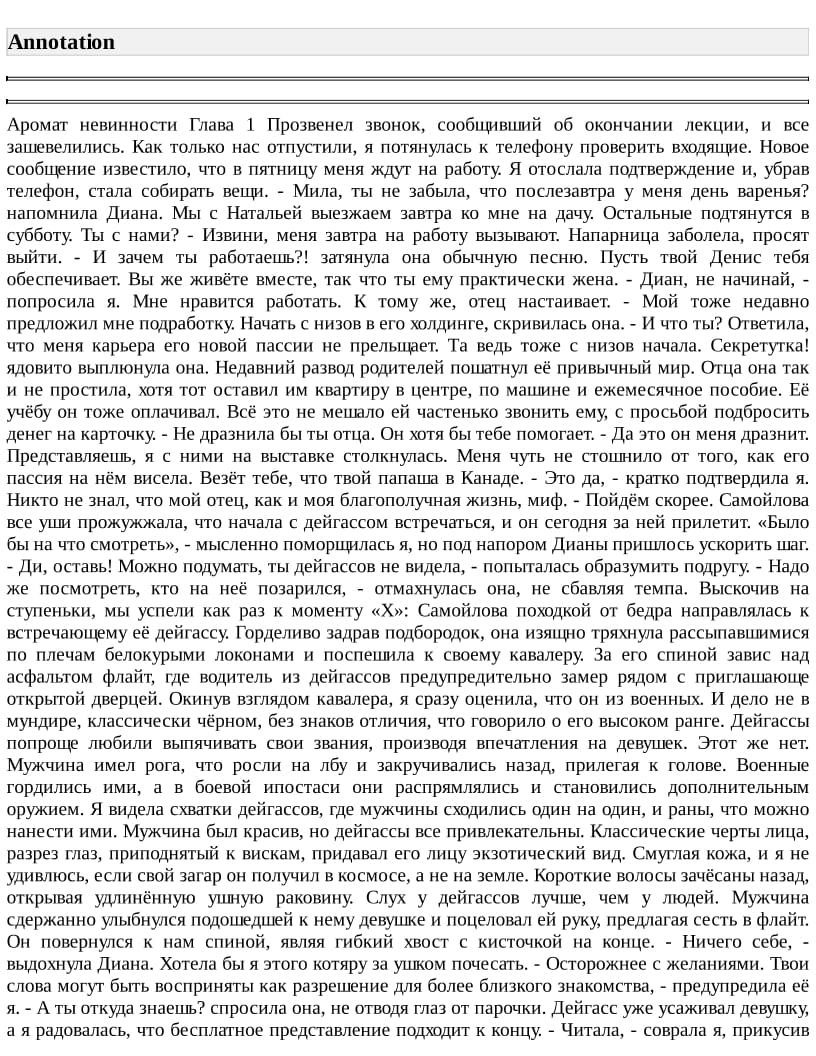 Annotation
Аромат невинности Глава 1 Прозвенел звонок, сообщивший об окончании лекции, и все
зашевелились. Как только нас отпустили, я потянулась к телефону проверить входящие. Новое
сообщение известило, что в пятницу меня ждут на работу. Я отослала подтверждение и, убрав
телефон, стала собирать вещи. - Мила, ты не забыла, что послезавтра у меня день варенья?
напомнила Диана. Мы с Натальей выезжаем завтра ко мне на дачу. Остальные подтянутся в
субботу. Ты с нами? - Извини, меня завтра на работу вызывают. Напарница заболела, просят
выйти. - И зачем ты работаешь?! затянула она обычную песню. Пусть твой Денис тебя
обеспечивает. Вы же живёте вместе, так что ты ему практически жена. - Диан, не начинай, -
попросила я. Мне нравится работать. К тому же, отец настаивает. - Мой тоже недавно
предложил мне подработку. Начать с низов в его холдинге, скривилась она. - И что ты? Ответила,
что меня карьера его новой пассии не прельщает. Та ведь тоже с низов начала. Секретутка!
ядовито выплюнула она. Недавний развод родителей пошатнул её привычный мир. Отца она так
и не простила, хотя тот оставил им квартиру в центре, по машине и ежемесячное пособие. Её
учёбу он тоже оплачивал. Всё это не мешало ей частенько звонить ему, с просьбой подбросить
денег на карточку. - Не дразнила бы ты отца. Он хотя бы тебе помогает. - Да это он меня дразнит.
Представляешь, я с ними на выставке столкнулась. Меня чуть не стошнило от того, как его
пассия на нём висела. Везёт тебе, что твой папаша в Канаде. - Это да, - кратко подтвердила я.
Никто не знал, что мой отец, как и моя благополучная жизнь, миф. - Пойдём скорее. Самойлова
все уши прожужжала, что начала с дейгассом встречаться, и он сегодня за ней прилетит. «Было
бы на что смотреть», - мысленно поморщилась я, но под напором Дианы пришлось ускорить шаг.
- Ди, оставь! Можно подумать, ты дейгассов не видела, - попыталась образумить подругу. - Надо
же посмотреть, кто на неё позарился, - отмахнулась она, не сбавляя темпа. Выскочив на
ступеньки, мы успели как раз к моменту «Х»: Самойлова походкой от бедра направлялась к
встречающему её дейгассу. Горделиво задрав подбородок, она изящно тряхнула рассыпавшимися
по плечам белокурыми локонами и поспешила к своему кавалеру. За его спиной завис над
асфальтом флайт, где водитель из дейгассов предупредительно замер рядом с приглашающе
открытой дверцей. Окинув взглядом кавалера, я сразу оценила, что он из военных. И дело не в
мундире, классически чёрном, без знаков отличия, что говорило о его высоком ранге. Дейгассы
попроще любили выпячивать свои звания, производя впечатления на девушек. Этот же нет.
Мужчина имел рога, что росли на лбу и закручивались назад, прилегая к голове. Военные
гордились ими, а в боевой ипостаси они распрямлялись и становились дополнительным
оружием. Я видела схватки дейгассов, где мужчины сходились один на один, и раны, что можно
нанести ими. Мужчина был красив, но дейгассы все привлекательны. Классические черты лица,
разрез глаз, приподнятый к вискам, придавал его лицу экзотический вид. Смуглая кожа, и я не
удивлюсь, если свой загар он получил в космосе, а не на земле. Короткие волосы зачёсаны назад,
открывая удлинённую ушную раковину. Слух у дейгассов лучше, чем у людей. Мужчина
сдержанно улыбнулся подошедшей к нему девушке и поцеловал ей руку, предлагая сесть в флайт.
Он повернулся к нам спиной, являя гибкий хвост с кисточкой на конце. - Ничего себе, -
выдохнула Диана. Хотела бы я этого котяру за ушком почесать. - Осторожнее с желаниями. Твои
слова могут быть восприняты как разрешение для более близкого знакомства, - предупредила её
я. - А ты откуда знаешь? спросила она, не отводя глаз от парочки. Дейгасс уже усаживал девушку,
а я радовалась, что бесплатное представление подходит к концу. - Читала, - соврала я, прикусив